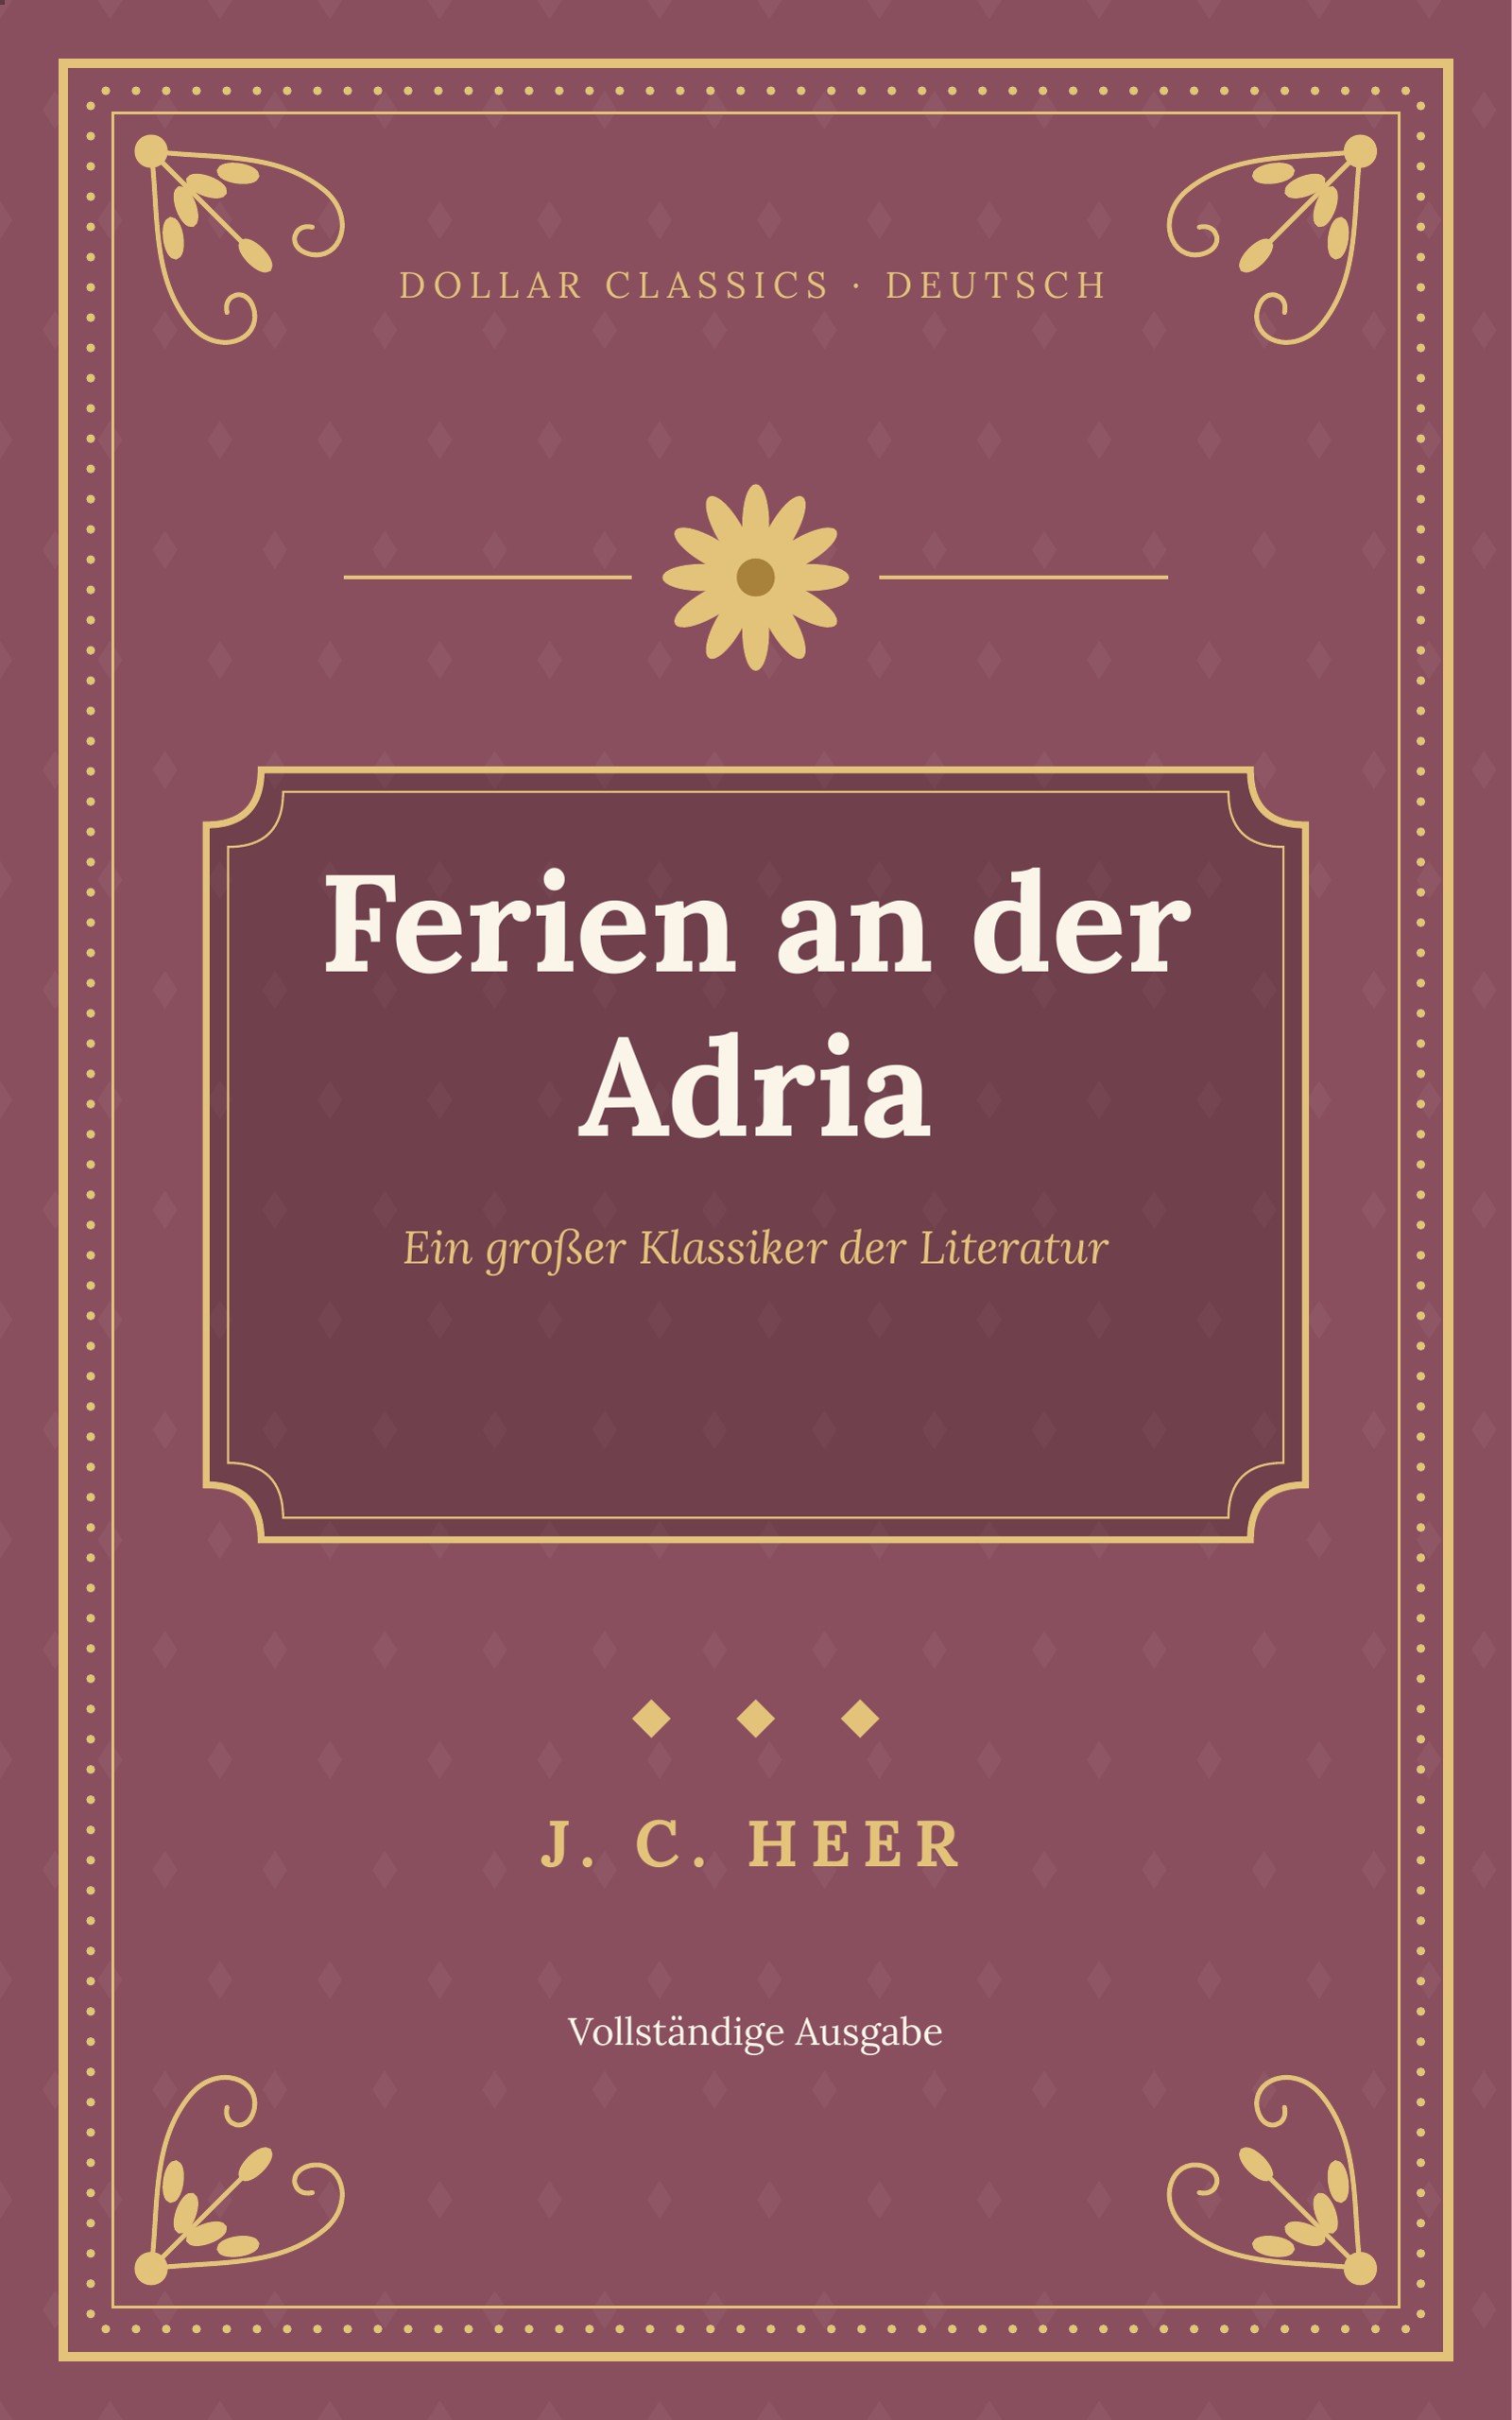 DOLLAR CLASSICS · DEUTSCH
Ferien an der
Adria
Ein großer Klassiker der Literatur
J. C. HEER
Vollständige Ausgabe